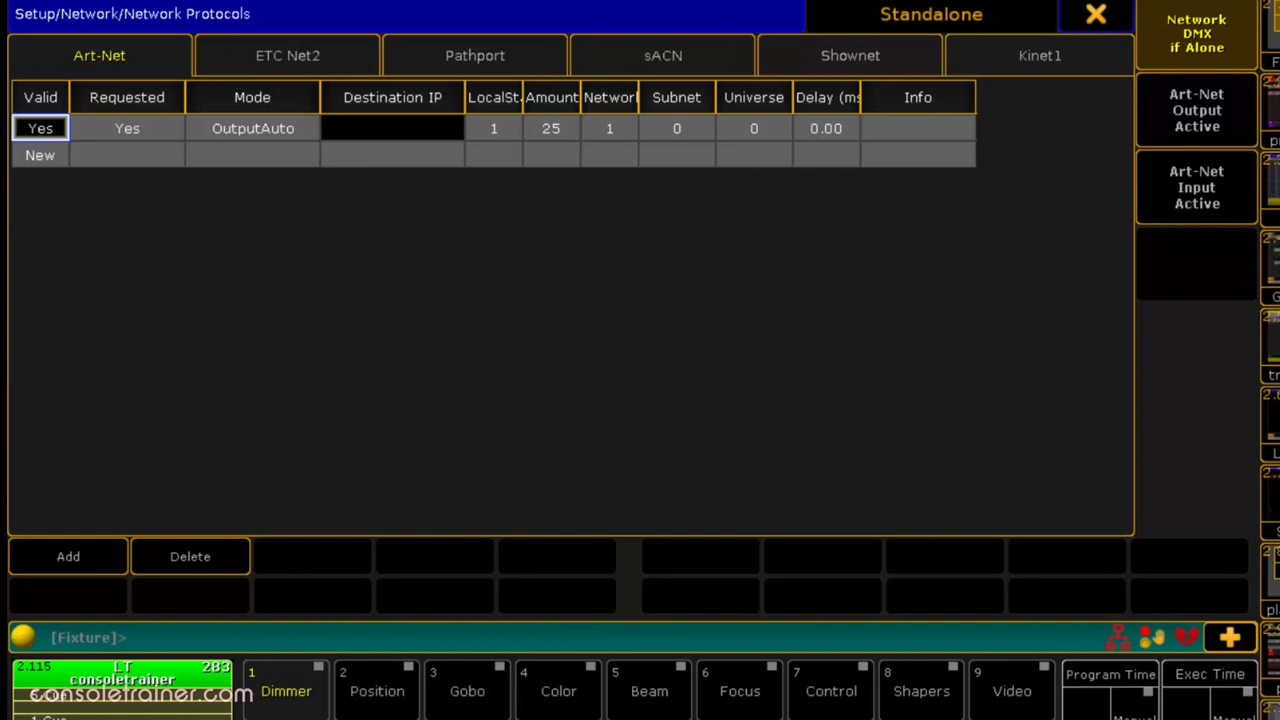 Setup/Network/Network Protocols
Standalone
Network
DMX
if Alone
Art-Net
ETC Net2
Pathport
sACN
Shownet
Kinet1
Valid Requested Mode Destination IP LocalSt. Amount Networ Subnet Universe Delay (ms Info
Yes Yes OutputAuto 1 25 1 0 0 0.00
New
Art-Net
Output
Active
Art-Net
Input
Active
Add
Delete
[Fixture]>
2.115 LT 283
consoletrainer
consoletrainer.com
1 Dimmer
2 Position
3 Gobo
4 Color
5 Beam
6 Focus
7 Control
8 Shapers
9 Video
Program Time
Exec Time